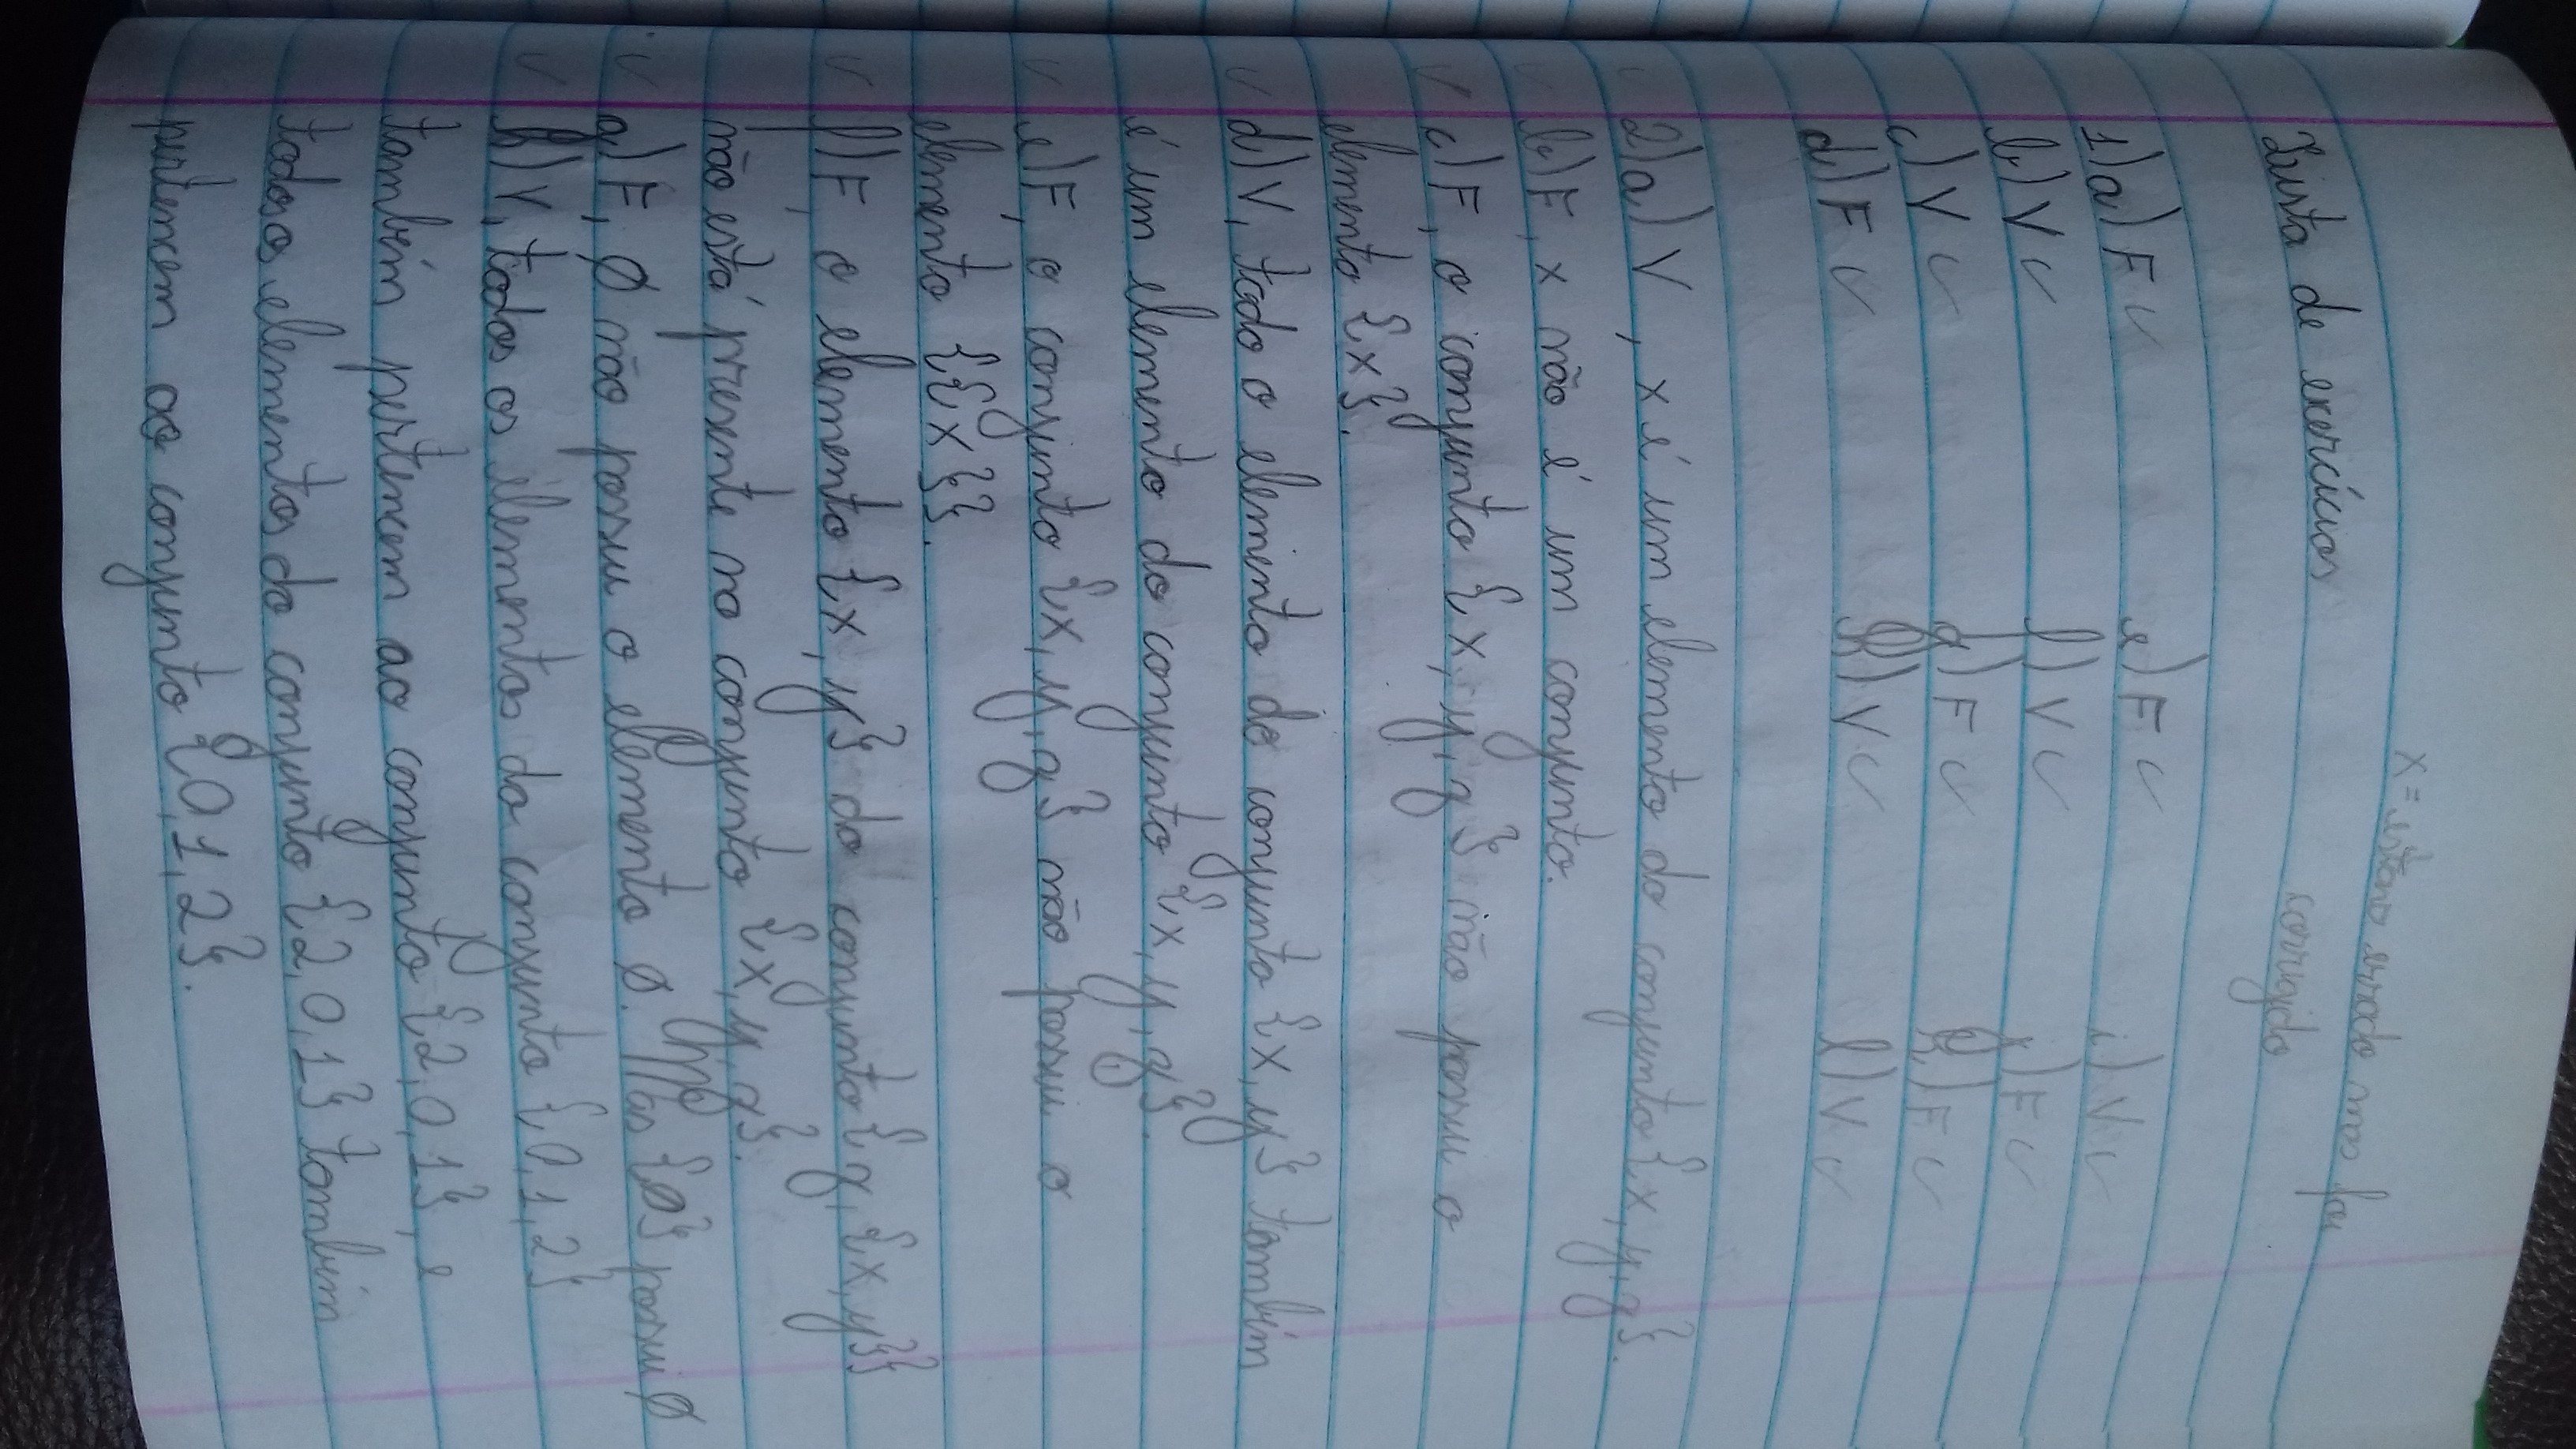 x = estava errado mas foi
corrigido
Lista de exercícios
1)a) F ✓ e) F ✓ i) V ✓
b) V ✓ f) V ✓ j) F ✓
c) V ✓ g) F ✓ k) F ✓
d) F ✓ h) V ✓ l) V ✓
✓ 2)a) V, x é um elemento do conjunto {x, y, z}.
✓ b) F, x não é um conjunto.
✓ c) F, o conjunto {x, y, z} não possui o
elemento {x}.
✓ d) V, todo o elemento do conjunto {x, y} também
é um elemento do conjunto {x, y, z}.
✓ e) F, o conjunto {x, y, z} não possui o
elemento {{x}}.
✓ f) F, o elemento {x, y} do conjunto {z, {x, y}}
não está presente no conjunto {x, y, z}.
✓ g) F, ∅ não possui o elemento ∅. Mas {∅} possui ∅
✓ h) V, todos os elementos do conjunto {0, 1, 2}
também pertencem ao conjunto {2, 0, 1}, e
todos os elementos do conjunto {2, 0, 1} também
pertencem ao conjunto {0, 1, 2}.